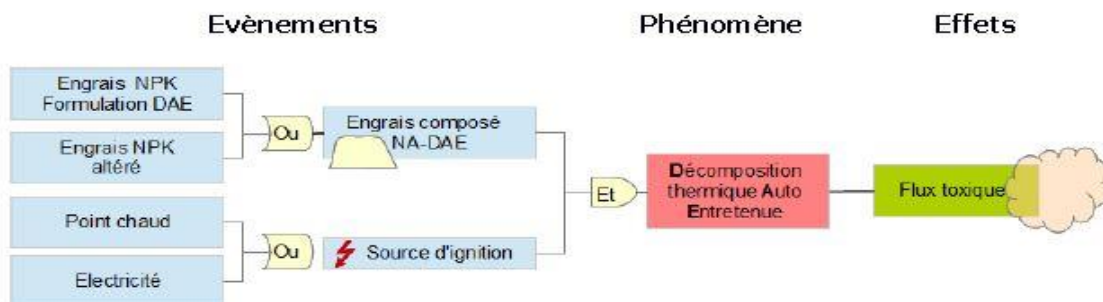 Evènements
Phénomène
Effets
Engrais NPK
Formulation DAE
Engrais NPK
altéré
Ou
Engrais composé
NA-DAE
Point chaud
Electricité
Ou
Source d'ignition
Et
Décomposition
thermique Auto
Entretenue
Flux toxique